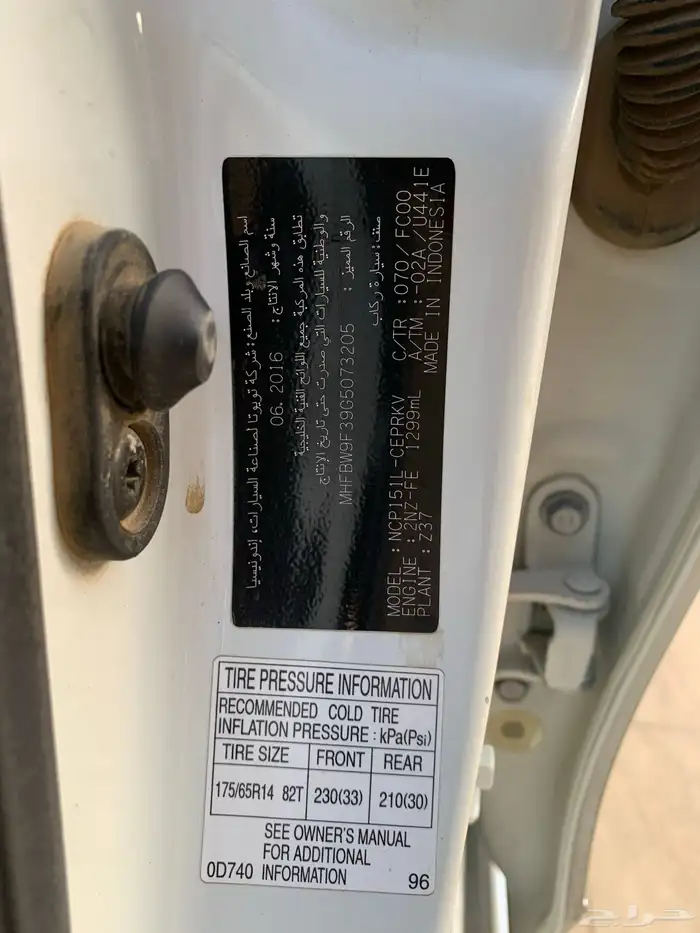 اسم الصانع وبلد الصنع : شركة تويوتا لصناعة السيارات، إندونيسيا
سنة وشهر الإنتاج : 06. 2016
تطابق هذه المركبة جميع اللوائح الفنية الخليجية
والوطنية للسيارات التي صدرت حتى تاريخ الإنتاج
الرقم المميز : MHFBW9F39G5073205
صنف : سيارة ركاب
MODEL : NCP151L-CEPRKV C/TR : 070/FC00
ENGINE : 2NZ-FE 1299mL A/TM : -02A/U441E
PLANT : Z37 MADE IN INDONESIA
TIRE PRESSURE INFORMATION
RECOMMENDED COLD TIRE
INFLATION PRESSURE : kPa(Psi)
TIRE SIZE FRONT REAR
175/65R14 82T 230(33) 210(30)
SEE OWNER'S MANUAL
FOR ADDITIONAL
0D740 INFORMATION 96
حراج